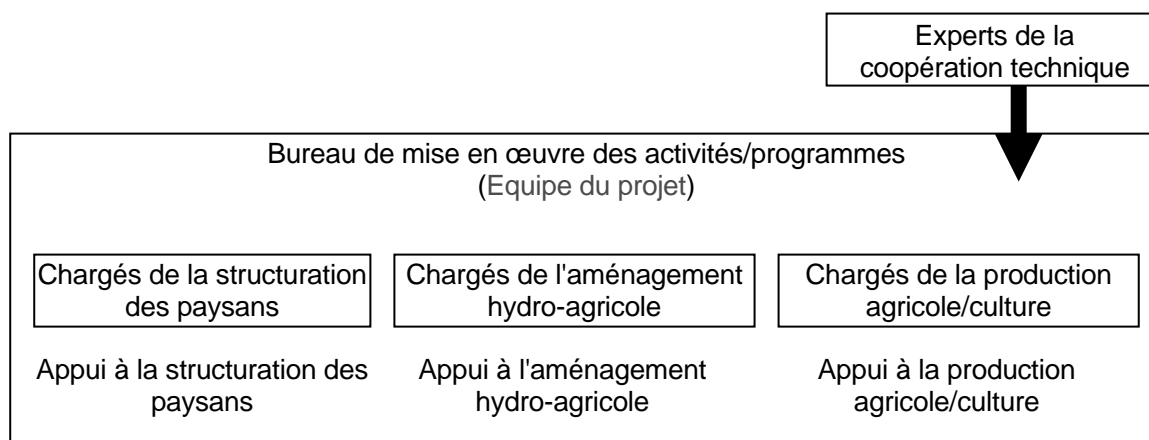 Experts de la
coopération technique
Bureau de mise en œuvre des activités/programmes
(Equipe du projet)
Chargés de la structuration
des paysans
Chargés de l'aménagement
hydro-agricole
Chargés de la production
agricole/culture
Appui à la structuration des
paysans
Appui à l'aménagement
hydro-agricole
Appui à la production
agricole/culture